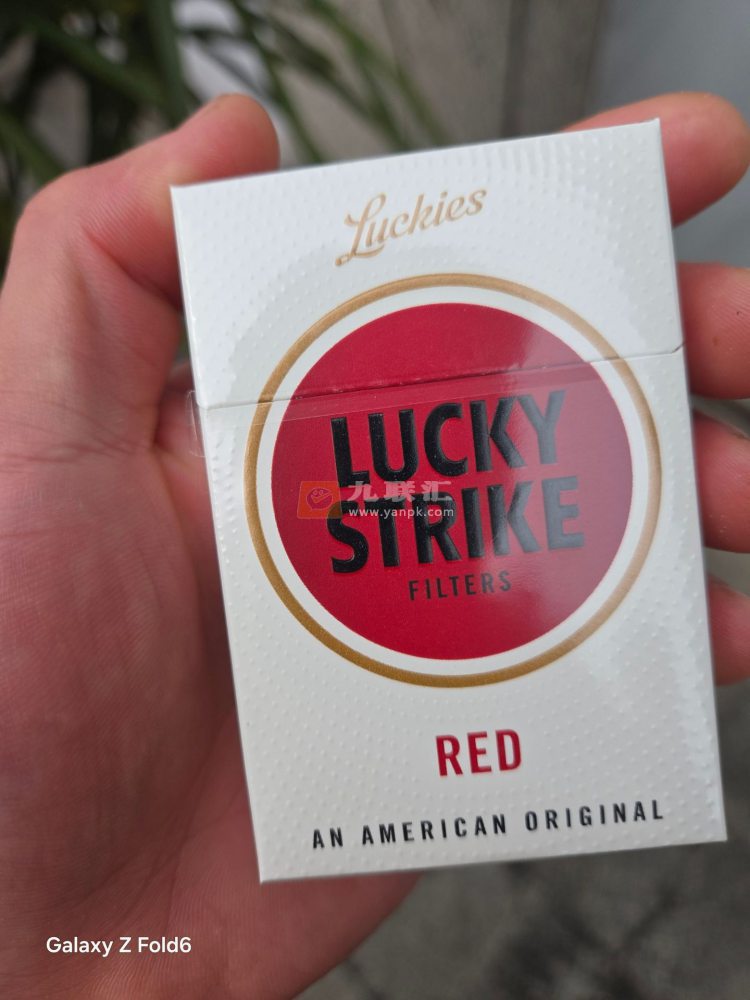 Luckies
LUCKY
九联汇
www.yanpk.com
STRIKE
FILTERS
RED
AN AMERICAN ORIGINAL
Galaxy Z Fold6